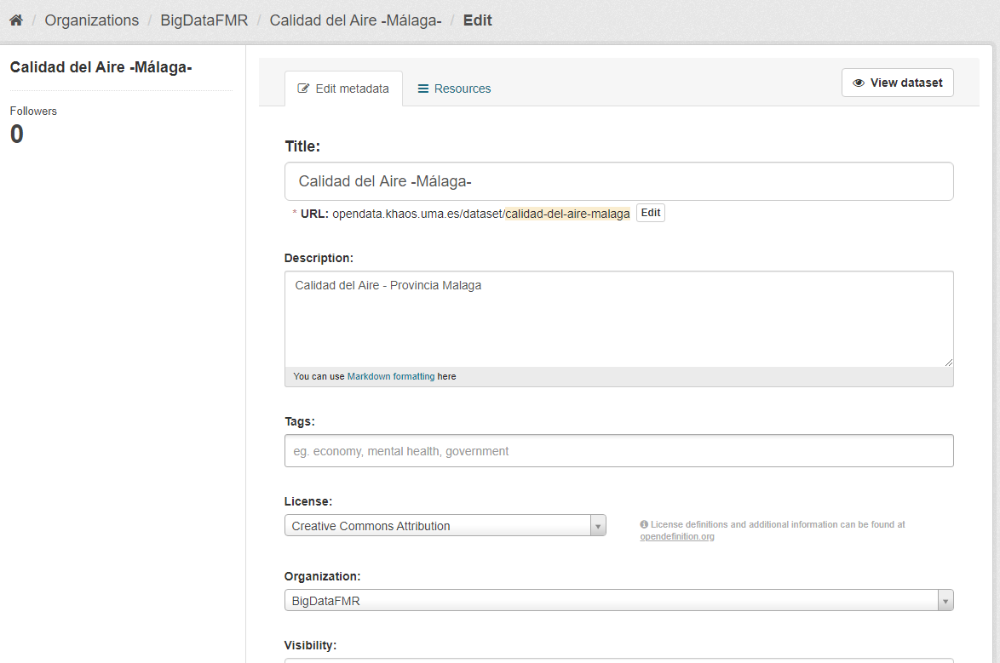 / Organizations / BigDataFMR / Calidad del Aire -Málaga- / Edit
Calidad del Aire -Málaga-
Followers
0
Edit metadata
Resources
View dataset
Title:
Calidad del Aire -Málaga-
* URL: opendata.khaos.uma.es/dataset/calidad-del-aire-malaga Edit
Description:
Calidad del Aire - Provincia Malaga
You can use Markdown formatting here
Tags:
eg. economy, mental health, government
License:
Creative Commons Attribution
License definitions and additional information can be found at
opendefinition.org
Organization:
BigDataFMR
Visibility: